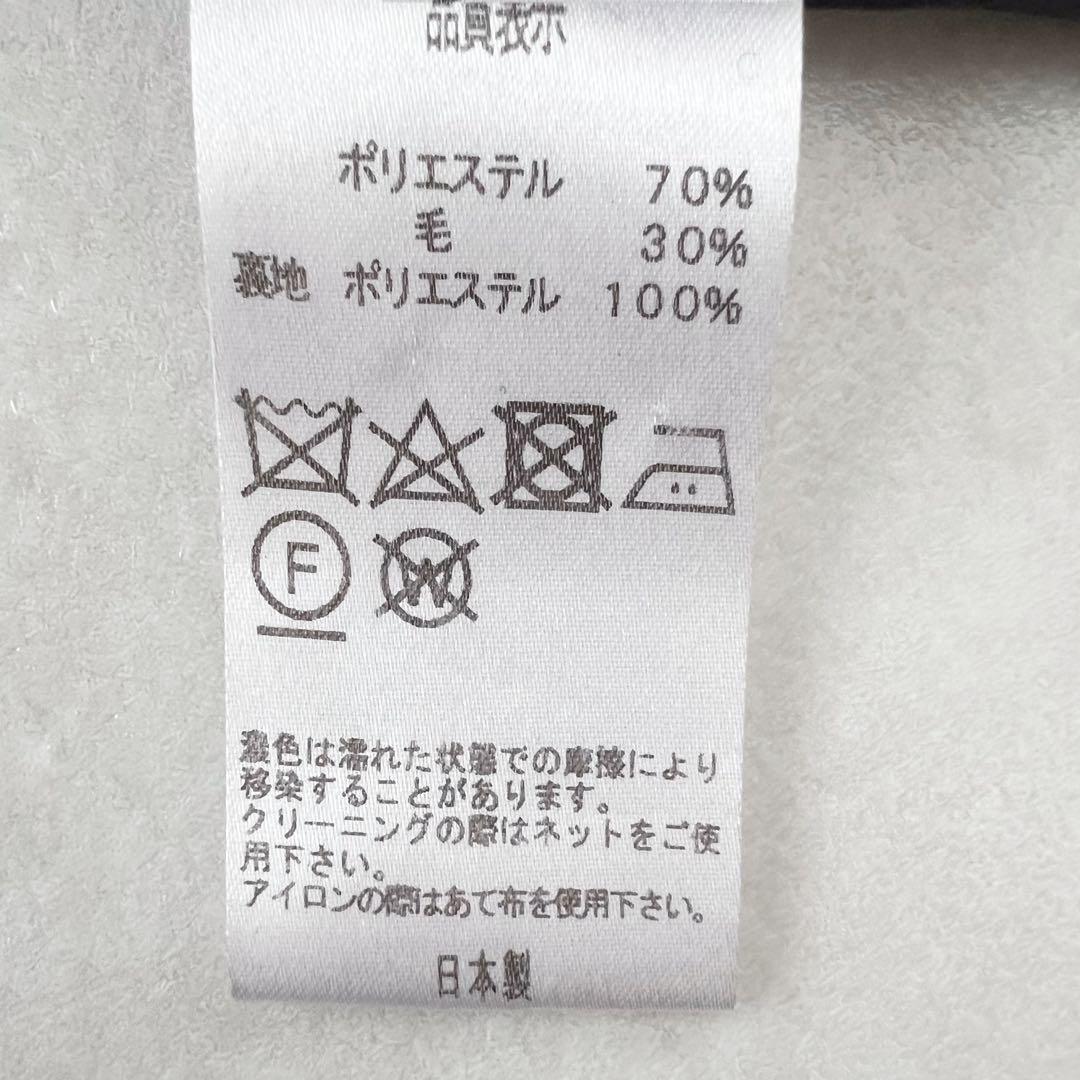 品質表示
ポリエステル 70%
毛 30%
裏地 ポリエステル 100%
F
W
濃色は濡れた状態での摩擦により
移染することがあります。
クリーニングの際はネットをご使
用下さい。
アイロンの際はあて布を使用下さい。
日本製